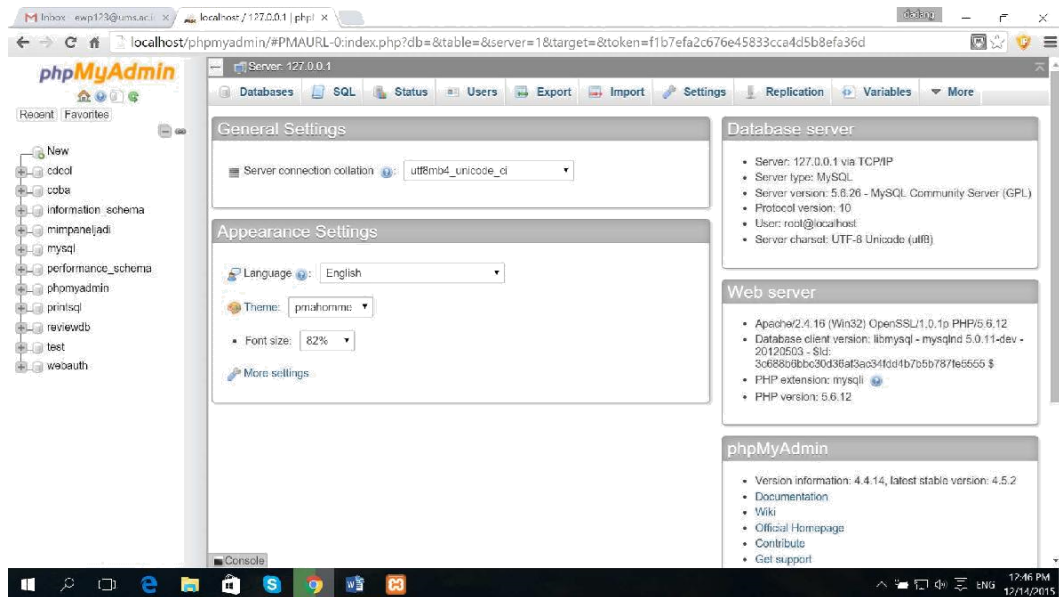 Inbox - ewp123@ums.ac.i
localhost / 127.0.0.1 | phpl
dadang
localhost/phpmyadmin/#PMAURL-0:index.php?db=&table=&server=1&target=&token=f1b7efa2c676e45833cca4d5b8efa36d
phpMyAdmin
Recent Favorites
New
cdcol
coba
information_schema
mimpaneljadi
mysql
performance_schema
phpmyadmin
printsql
reviewdb
test
webauth
Server: 127.0.0.1
Databases SQL Status Users Export Import Settings Replication Variables More
General Settings
Server connection collation : utf8mb4_unicode_ci
Appearance Settings
Language : English
Theme: pmahomme
Font size: 82%
More settings
Database server
Server: 127.0.0.1 via TCP/IP
Server type: MySQL
Server version: 5.6.26 - MySQL Community Server (GPL)
Protocol version: 10
User: root@localhost
Server charset: UTF-8 Unicode (utf8)
Web server
Apache/2.4.16 (Win32) OpenSSL/1.0.1p PHP/5.6.12
Database client version: libmysql - mysqlnd 5.0.11-dev -
20120503 - $Id:
3c688b6bbc30d36af3ac34fdd4b7b5b787fe5555 $
PHP extension: mysqli
PHP version: 5.6.12
phpMyAdmin
Version information: 4.4.14, latest stable version: 4.5.2
Documentation
Wiki
Official Homepage
Contribute
Get support
Console
ENG
12:46 PM
12/14/2015